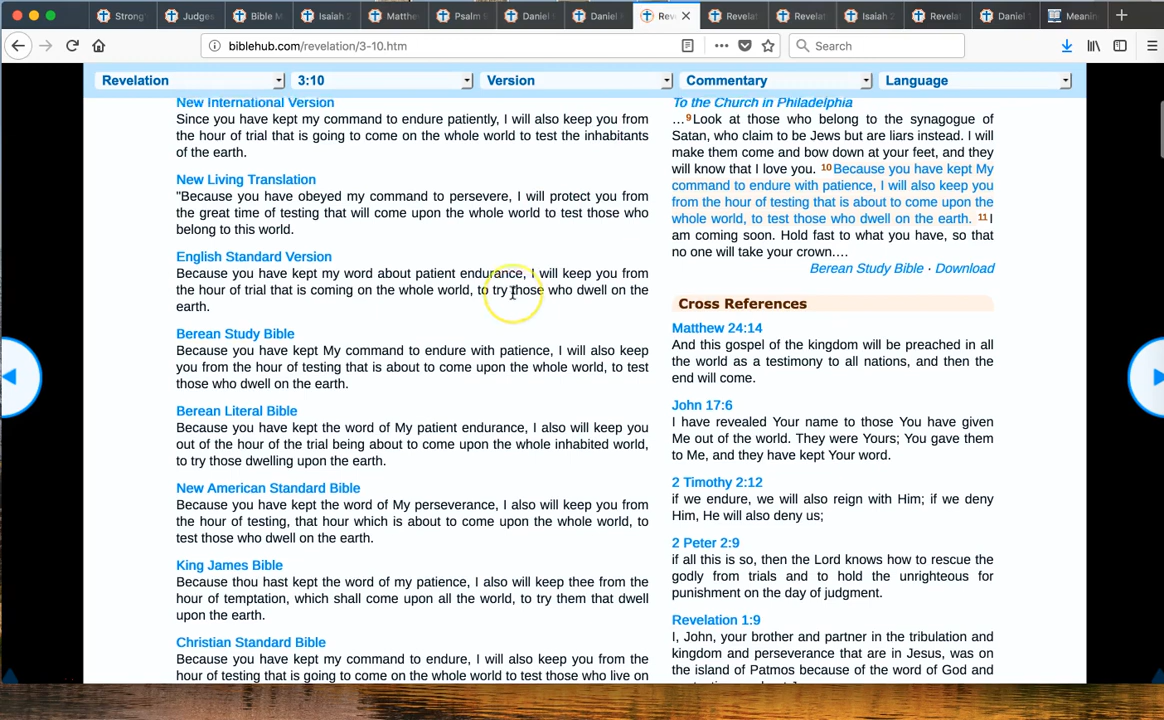 Strong
Judges
Bible M
Isaiah 2
Matthe
Psalm
Daniel
Daniel
Rev
Revelat
Revelat
Isaiah 2
Revelat
Daniel
Meanin
biblehub.com/revelation/3-10.htm
Search
Revelation
3:10
Version
Commentary
Language
New International Version
Since you have kept my command to endure patiently, I will also keep you from
the hour of trial that is going to come on the whole world to test the inhabitants
of the earth.
New Living Translation
"Because you have obeyed my command to persevere, I will protect you from
the great time of testing that will come upon the whole world to test those who
belong to this world.
English Standard Version
Because you have kept my word about patient endurance, I will keep you from
the hour of trial that is coming on the whole world, to try those who dwell on the
earth.
Berean Study Bible
Because you have kept My command to endure with patience, I will also keep
you from the hour of testing that is about to come upon the whole world, to test
those who dwell on the earth.
Berean Literal Bible
Because you have kept the word of My patient endurance, I also will keep you
out of the hour of the trial being about to come upon the whole inhabited world,
to try those dwelling upon the earth.
New American Standard Bible
Because you have kept the word of My perseverance, I also will keep you from
the hour of testing, that hour which is about to come upon the whole world, to
test those who dwell on the earth.
King James Bible
Because thou hast kept the word of my patience, I also will keep thee from the
hour of temptation, which shall come upon all the world, to try them that dwell
upon the earth.
Christian Standard Bible
Because you have kept my command to endure, I will also keep you from the
hour of testing that is going to come on the whole world to test those who live on
To the Church in Philadelphia
…9Look at those who belong to the synagogue of
Satan, who claim to be Jews but are liars instead. I will
make them come and bow down at your feet, and they
will know that I love you. 10Because you have kept My
command to endure with patience, I will also keep you
from the hour of testing that is about to come upon the
whole world, to test those who dwell on the earth. 11I
am coming soon. Hold fast to what you have, so that
no one will take your crown.…
Berean Study Bible · Download
Cross References
Matthew 24:14
And this gospel of the kingdom will be preached in all
the world as a testimony to all nations, and then the
end will come.
John 17:6
I have revealed Your name to those You have given
Me out of the world. They were Yours; You gave them
to Me, and they have kept Your word.
2 Timothy 2:12
if we endure, we will also reign with Him; if we deny
Him, He will also deny us;
2 Peter 2:9
if all this is so, then the Lord knows how to rescue the
godly from trials and to hold the unrighteous for
punishment on the day of judgment.
Revelation 1:9
I, John, your brother and partner in the tribulation and
kingdom and perseverance that are in Jesus, was on
the island of Patmos because of the word of God and